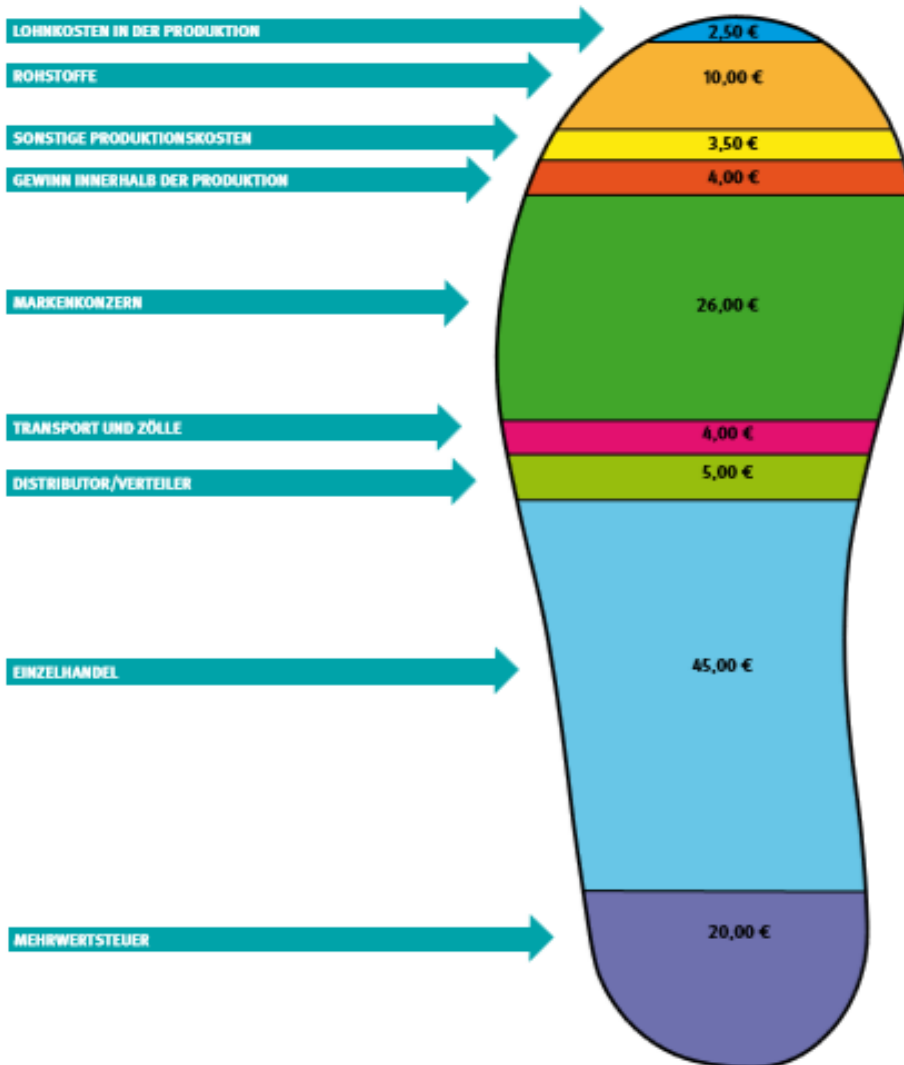 LOHNKOSTEN IN DER PRODUKTION 2,50 €
ROHSTOFFE 10,00 €
SONSTIGE PRODUKTIONSKOSTEN 3,50 €
GEWINN INNERHALB DER PRODUKTION 4,00 €
MARKENKONZERN 26,00 €
TRANSPORT UND ZÖLLE 4,00 €
DISTRIBUTOR/VERTEILER 5,00 €
EINZELHANDEL 45,00 €
MEHRWERTSTEUER 20,00 €